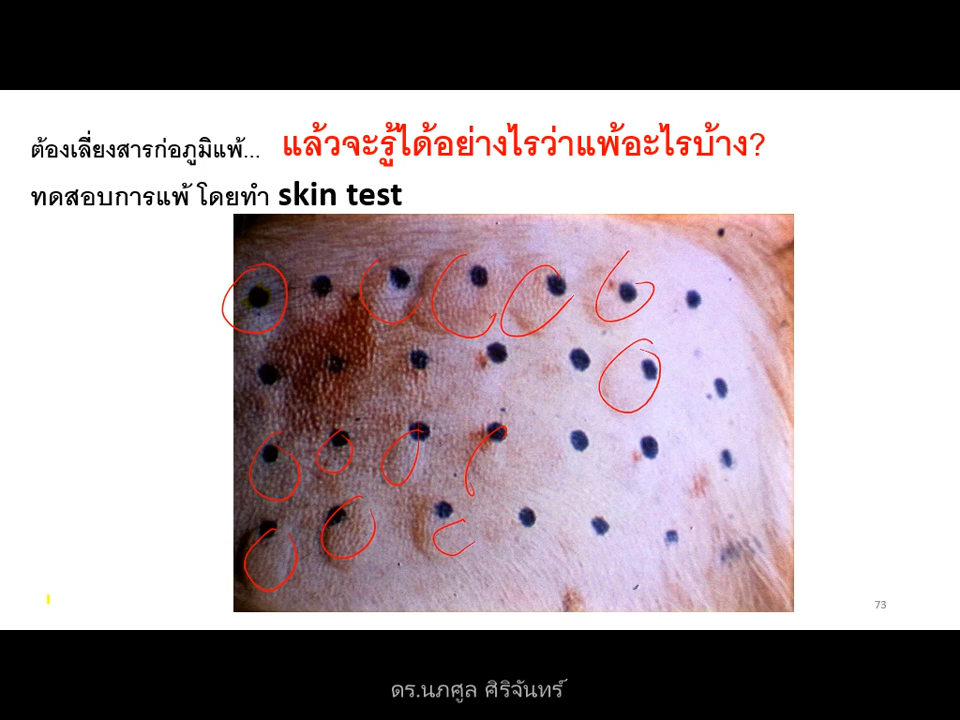 ต้องเลี่ยงสารก่อภูมิแพ้... แล้วจะรู้ได้อย่างไรว่าแพ้อะไรบ้าง?
ทดสอบการแพ้ โดยทำ skin test
73
ดร.นภศูล ศิริจันทร์